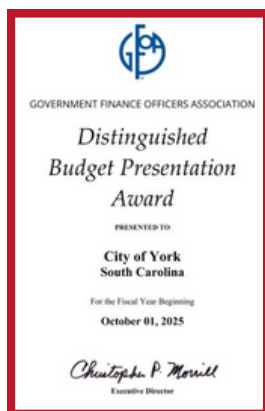 GFOA
GOVERNMENT FINANCE OFFICERS ASSOCIATION
Distinguished
Budget Presentation
Award
PRESENTED TO
City of York
South Carolina
For the Fiscal Year Beginning
October 01, 2025
Christopher P. Morrill
Executive Director